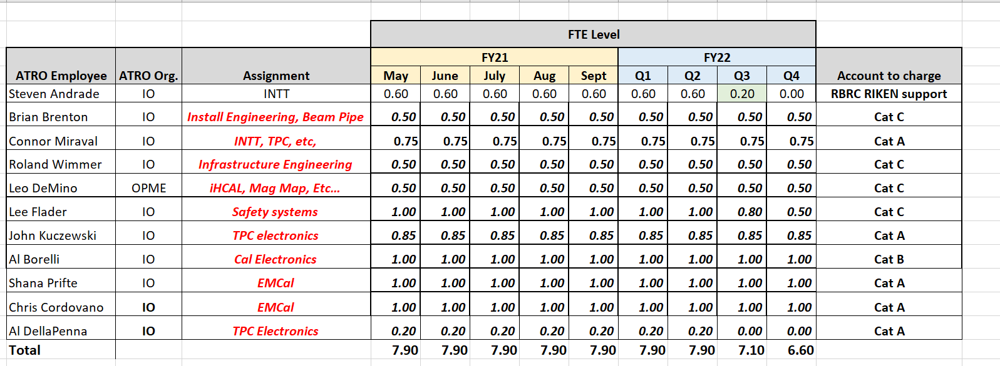 FTE Level
FY21 FY22
ATRO Employee ATRO Org. Assignment May June July Aug Sept Q1 Q2 Q3 Q4 Account to charge
Steven Andrade IO INTT 0.60 0.60 0.60 0.60 0.60 0.60 0.60 0.20 0.00 RBRC RIKEN support
Brian Brenton IO Install Engineering, Beam Pipe 0.50 0.50 0.50 0.50 0.50 0.50 0.50 0.50 0.50 Cat C
Connor Miraval IO INTT, TPC, etc, 0.75 0.75 0.75 0.75 0.75 0.75 0.75 0.75 0.75 Cat A
Roland Wimmer IO Infrastructure Engineering 0.50 0.50 0.50 0.50 0.50 0.50 0.50 0.50 0.50 Cat C
Leo DeMino OPME iHCAL, Mag Map, Etc... 0.50 0.50 0.50 0.50 0.50 0.50 0.50 0.50 0.50 Cat C
Lee Flader IO Safety systems 1.00 1.00 1.00 1.00 1.00 1.00 1.00 0.80 0.50 Cat C
John Kuczewski IO TPC electronics 0.85 0.85 0.85 0.85 0.85 0.85 0.85 0.85 0.85 Cat A
Al Borelli IO Cal Electronics 1.00 1.00 1.00 1.00 1.00 1.00 1.00 1.00 1.00 Cat B
Shana Prifte IO EMCal 1.00 1.00 1.00 1.00 1.00 1.00 1.00 1.00 1.00 Cat A
Chris Cordovano IO EMCal 1.00 1.00 1.00 1.00 1.00 1.00 1.00 1.00 1.00 Cat A
Al DellaPenna IO TPC Electronics 0.20 0.20 0.20 0.20 0.20 0.20 0.20 0.00 0.00 Cat A
Total 7.90 7.90 7.90 7.90 7.90 7.90 7.90 7.10 6.60